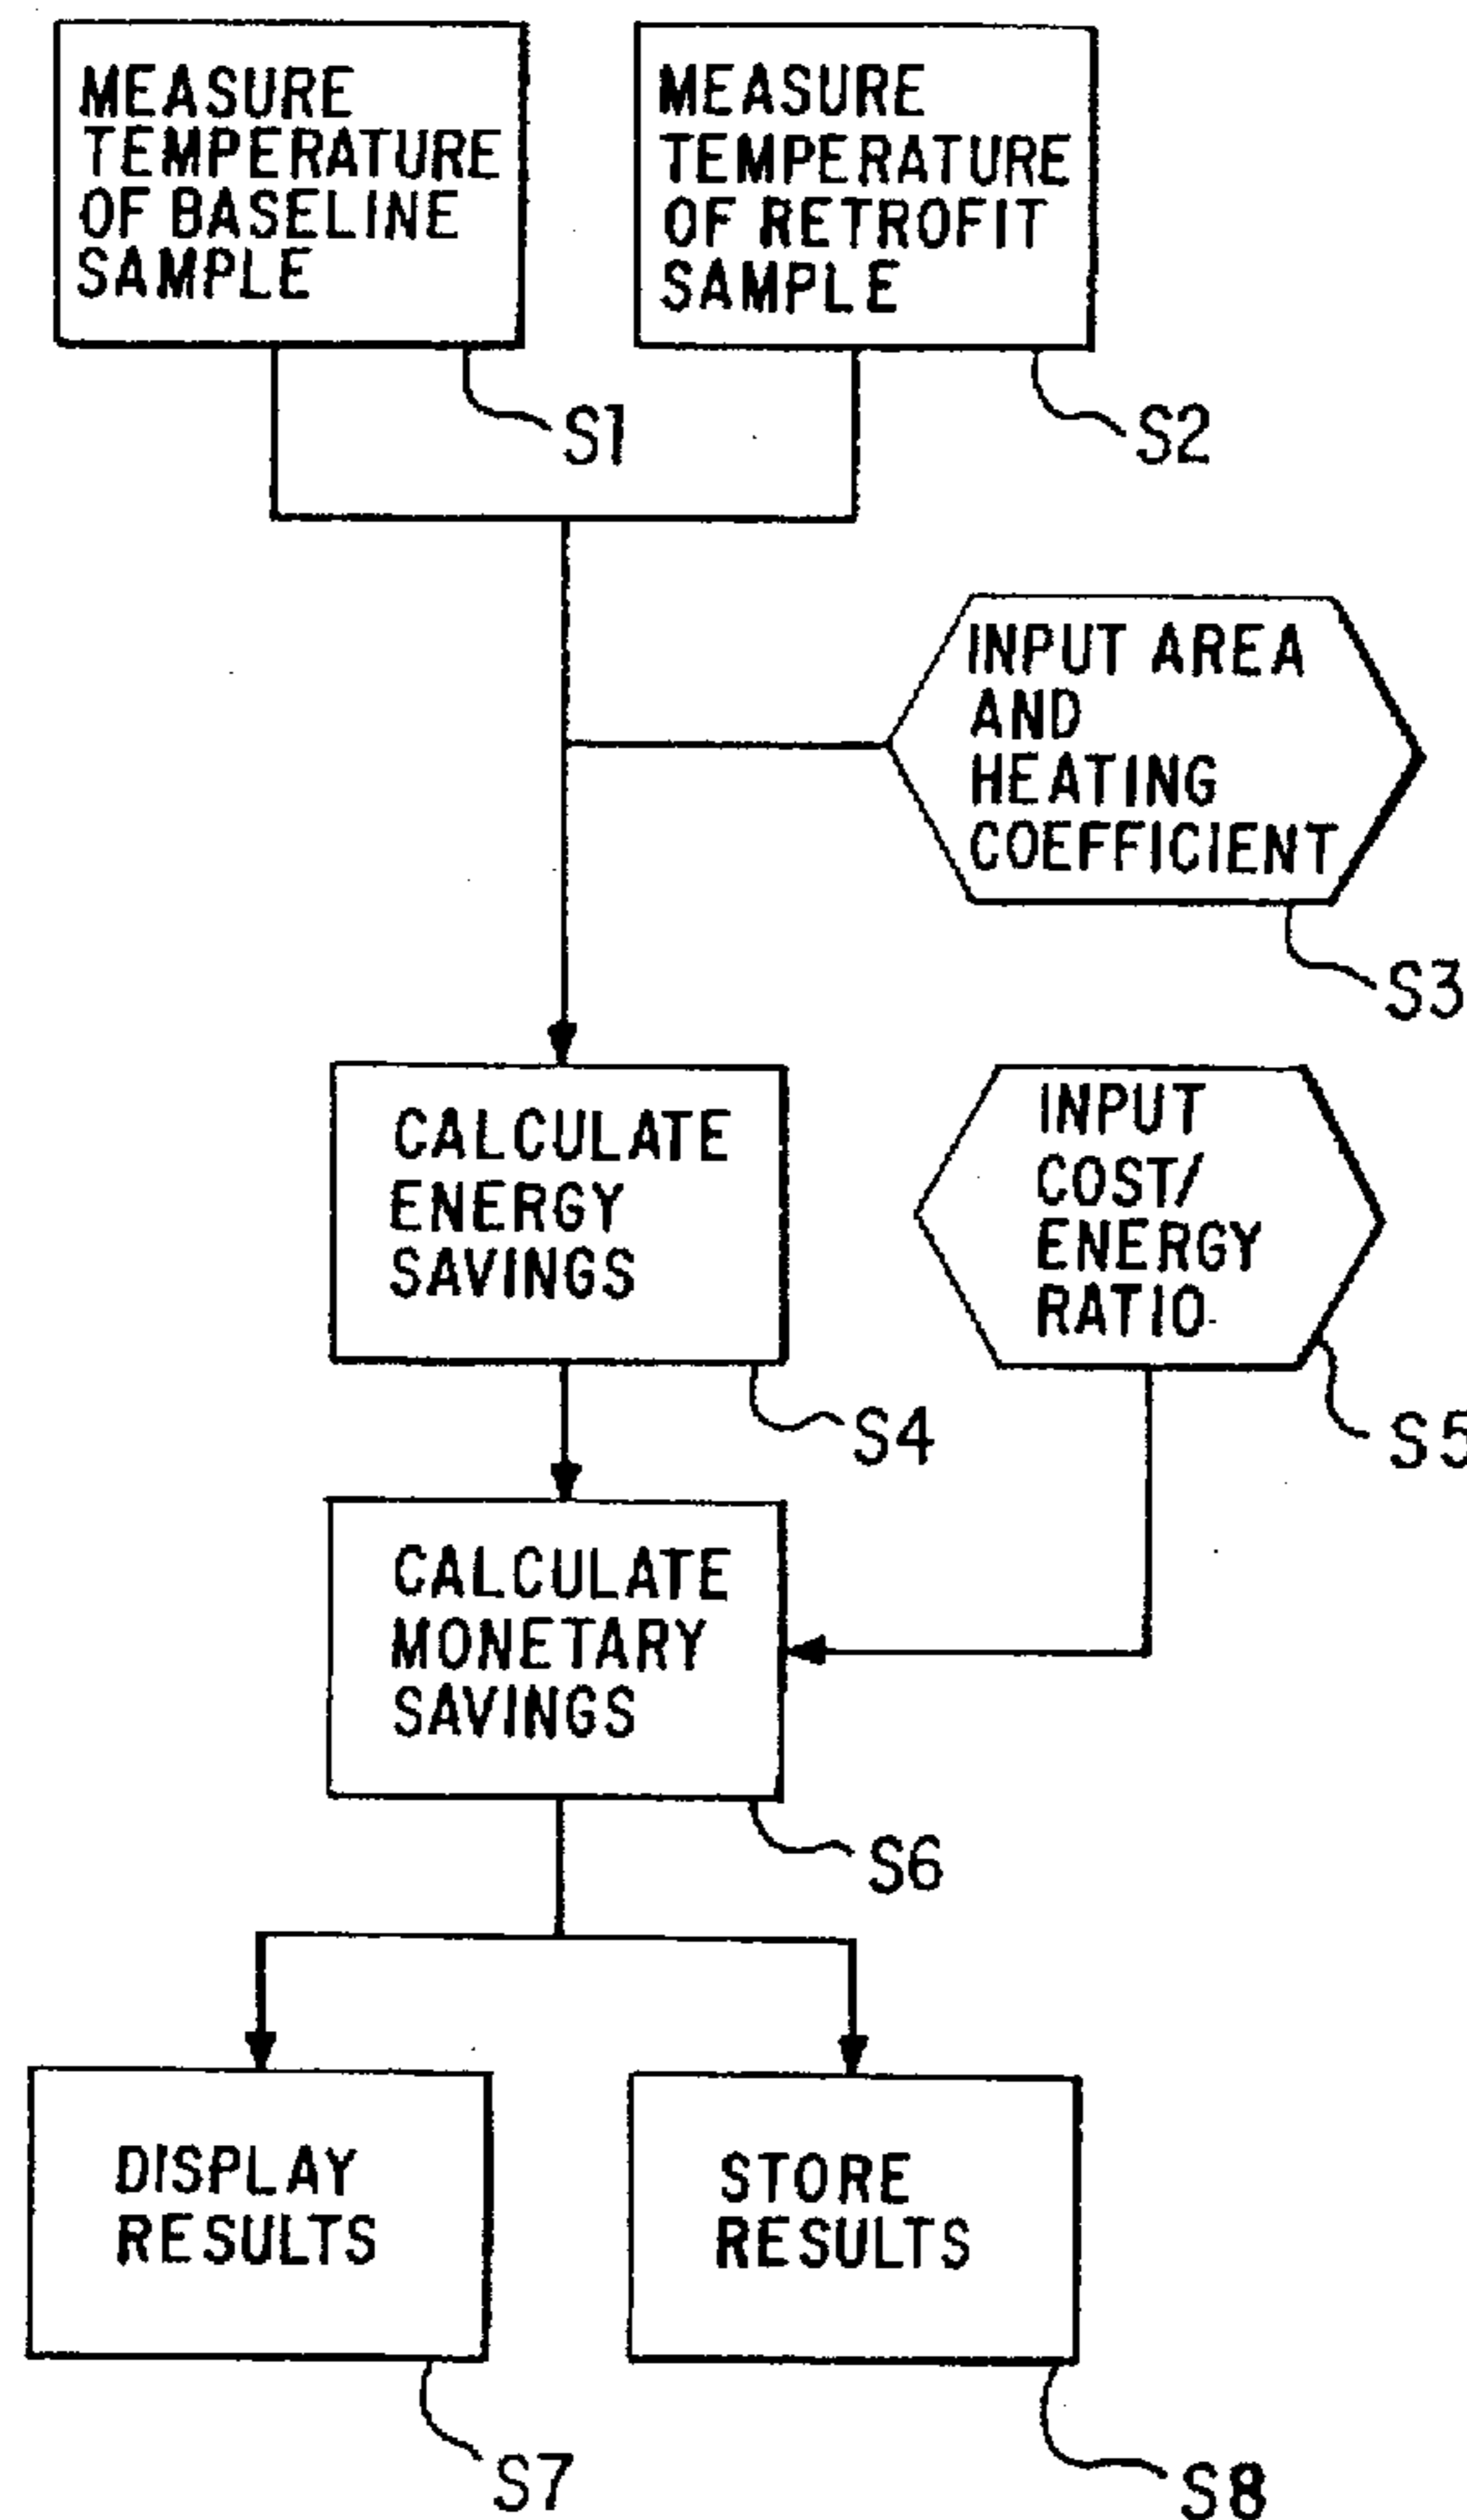 MEASURE
TEMPERATURE
OF BASELINE
SAMPLE
S1
MEASURE
TEMPERATURE
OF RETROFIT
SAMPLE
S2
INPUT AREA
AND
HEATING
COEFFICIENT
S3
CALCULATE
ENERGY
SAVINGS
S4
INPUT
COST/
ENERGY
RATIO
S5
CALCULATE
MONETARY
SAVINGS
S6
DISPLAY
RESULTS
S7
STORE
RESULTS
S8